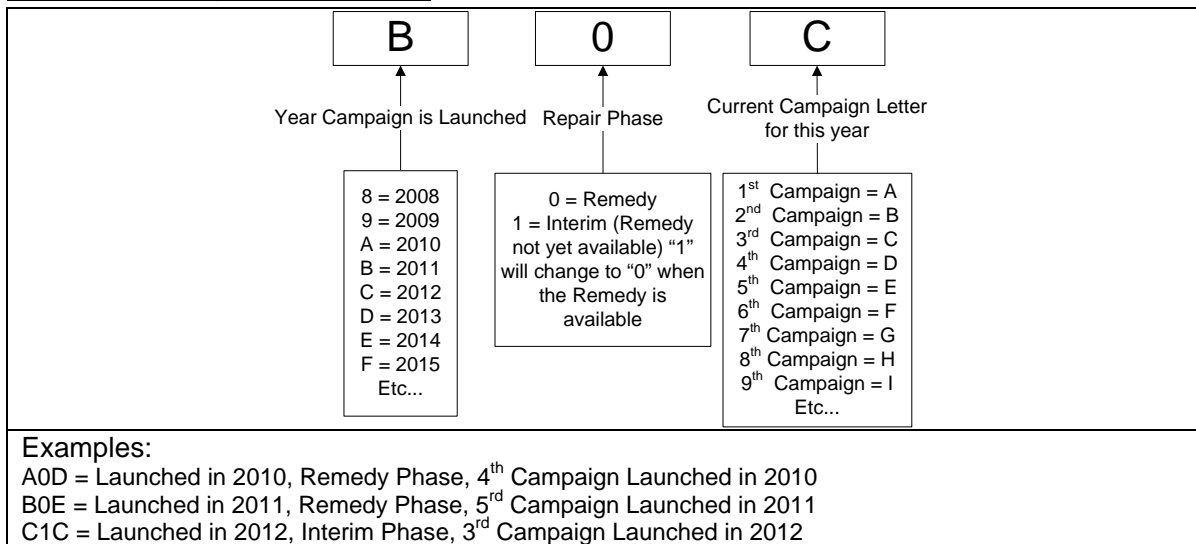 B 0 C
Year Campaign is Launched
Repair Phase
Current Campaign Letter
for this year
8 = 2008
9 = 2009
A = 2010
B = 2011
C = 2012
D = 2013
E = 2014
F = 2015
Etc...
0 = Remedy
1 = Interim (Remedy
not yet available) “1”
will change to “0” when
the Remedy is
available
1st Campaign = A
2nd Campaign = B
3rd Campaign = C
4th Campaign = D
5th Campaign = E
6th Campaign = F
7th Campaign = G
8th Campaign = H
9th Campaign = I
Etc...
Examples:
A0D = Launched in 2010, Remedy Phase, 4th Campaign Launched in 2010
B0E = Launched in 2011, Remedy Phase, 5rd Campaign Launched in 2011
C1C = Launched in 2012, Interim Phase, 3rd Campaign Launched in 2012